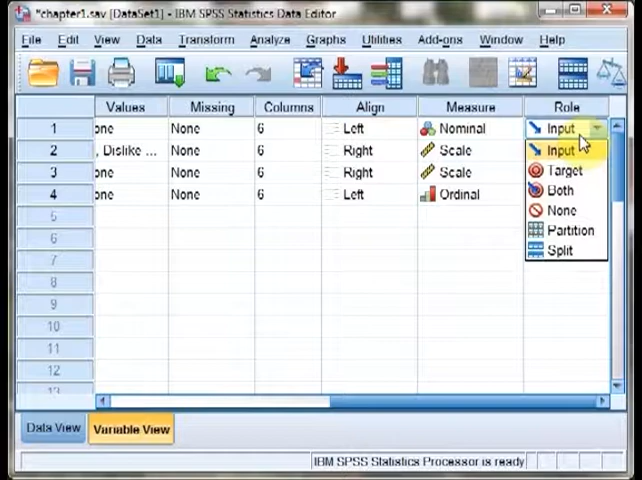 *chapter1.sav [DataSet1] - IBM SPSS Statistics Data Editor
File Edit View Data Transform Analyze Graphs Utilities Add-ons Window Help
Values Missing Columns Align Measure Role
1 one None 6 Left Nominal Input
2 , Dislike ... None 6 Right Scale Input
3 one None 6 Right Scale Target
4 one None 6 Left Ordinal Both
5 None
6 Partition
7 Split
8
9
10
11
12
13
Data View Variable View
IBM SPSS Statistics Processor is ready